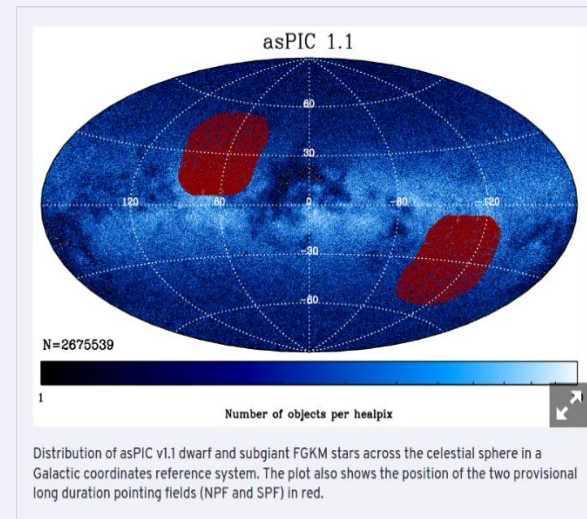 asPIC 1.1
60
30
120
60
0
-60
-120
-30
-60
N=2675539
1
Number of objects per healpix
Distribution of asPIC v1.1 dwarf and subgiant FGKM stars across the celestial sphere in a
Galactic coordinates reference system. The plot also shows the position of the two provisional
long duration pointing fields (NPF and SPF) in red.